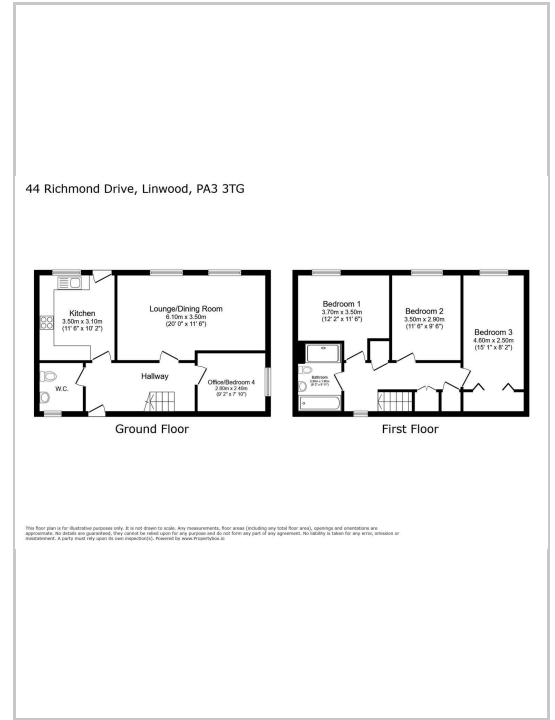 44 Richmond Drive, Linwood, PA3 3TG
Kitchen
3.50m x 3.10m
(11' 6" x 10' 2")
Lounge/Dining Room
6.10m x 3.50m
(20' 0" x 11' 6")
Hallway
W.C.
Office/Bedroom 4
2.80m x 2.40m
(9' 2" x 7' 10")
Ground Floor
Bedroom 1
3.70m x 3.50m
(12' 2" x 11' 6")
Bedroom 2
3.50m x 2.90m
(11' 6" x 9' 6")
Bedroom 3
4.60m x 2.50m
(15' 1" x 8' 2")
Bathroom
First Floor
This floor plan is for illustrative purposes only. It is not drawn to scale. Any measurements, floor areas (including any total floor area), openings and orientations are
approximate. No details are guaranteed, they cannot be relied upon for any purpose and do not form any part of any agreement. No liability is taken for any error, omission or
misstatement. A party must rely upon its own inspection(s). Powered by www.Propertybox.io